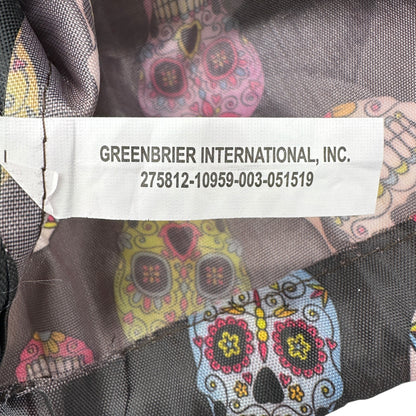 GREENBRIER INTERNATIONAL, INC.
275812-10959-003-051519